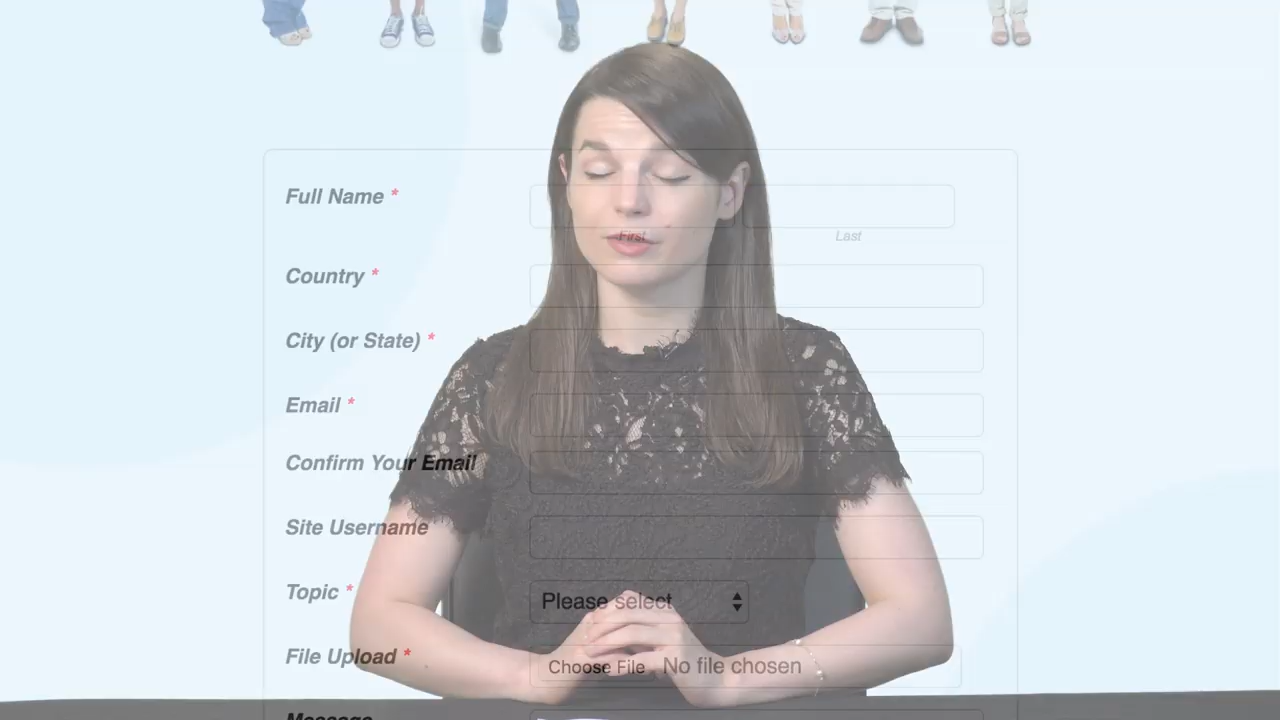 Full Name *
First Last
Country *
City (or State) *
Email *
Confirm Your Email
Site Username
Topic * Please select
File Upload * Choose File No file chosen
Message